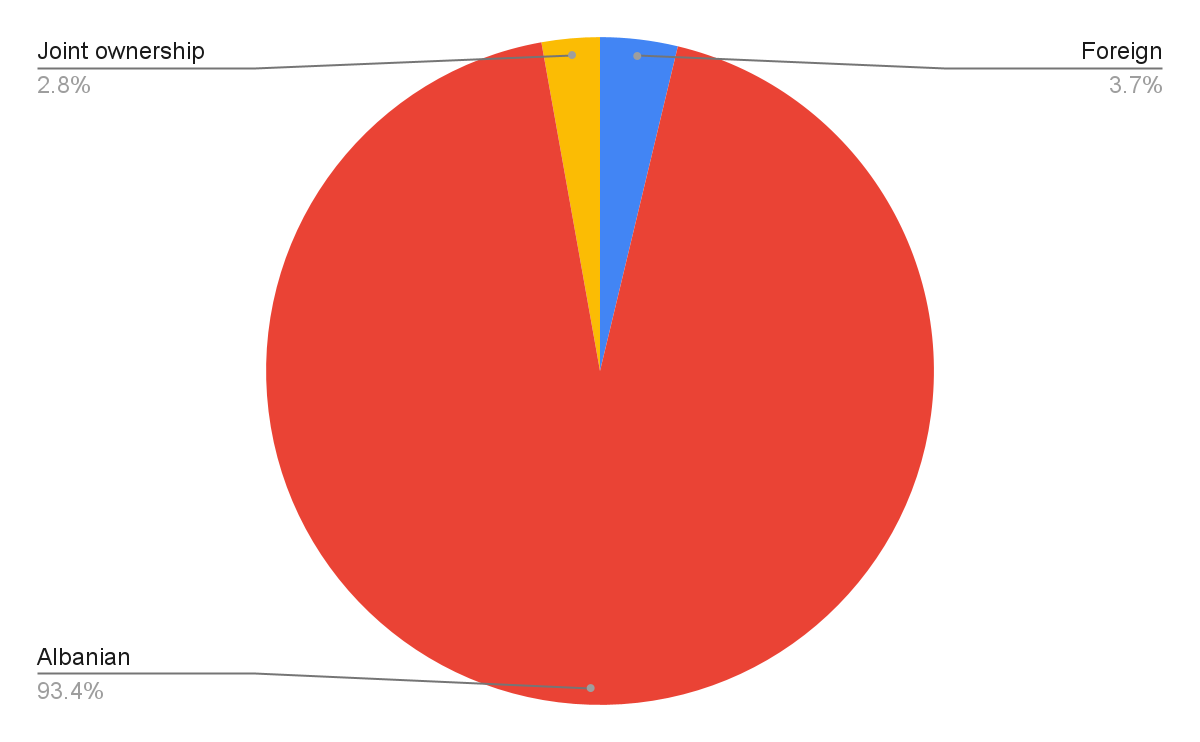 Joint ownership
2.8%
Foreign
3.7%
Albanian
93.4%